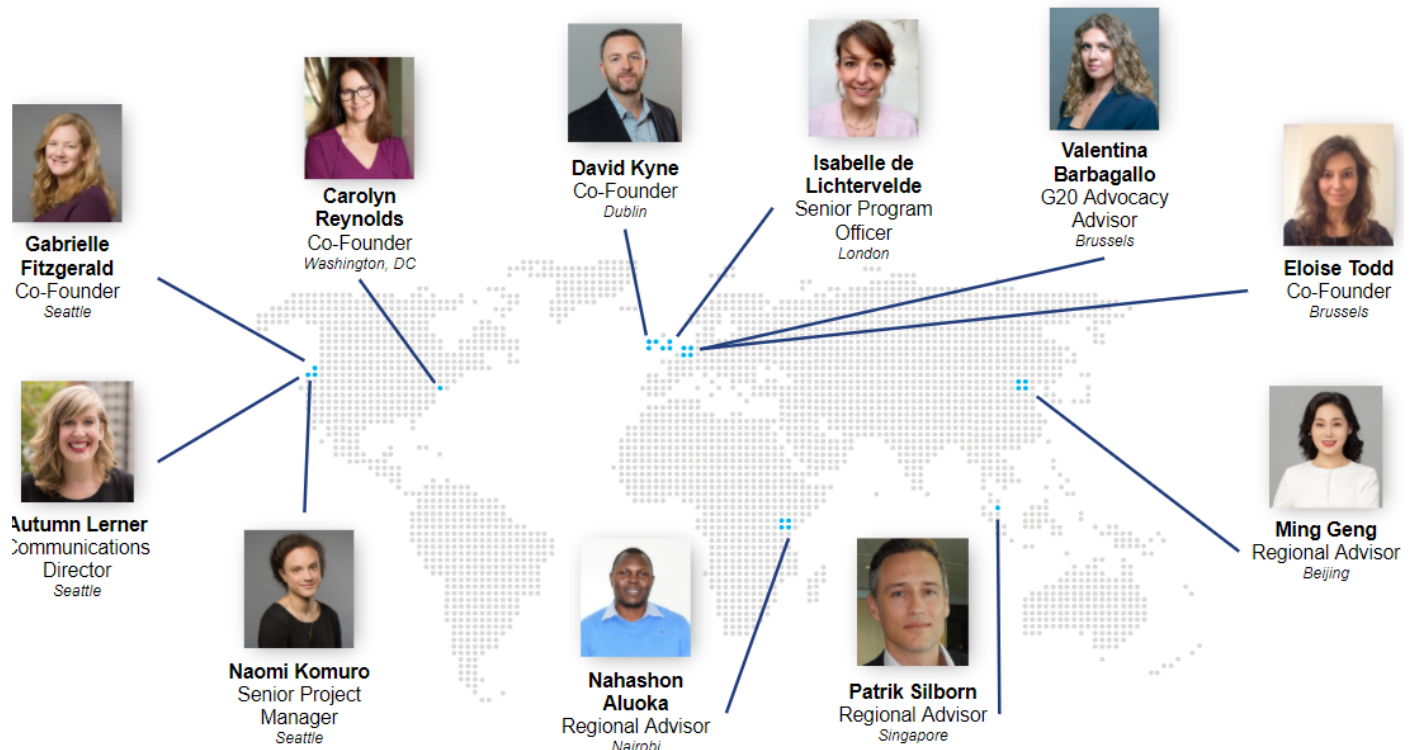 Gabrielle
Fitzgerald
Co-Founder
Seattle
Carolyn
Reynolds
Co-Founder
Washington, DC
David Kyne
Co-Founder
Dublin
Isabelle de
Lichtervelde
Senior Program
Officer
London
Valentina
Barbagallo
G20 Advocacy
Advisor
Brussels
Eloise Todd
Co-Founder
Brussels
Autumn Lerner
Communications
Director
Seattle
Naomi Komuro
Senior Project
Manager
Seattle
Nahashon
Aluoka
Regional Advisor
Nairobi
Patrik Silborn
Regional Advisor
Singapore
Ming Geng
Regional Advisor
Beijing